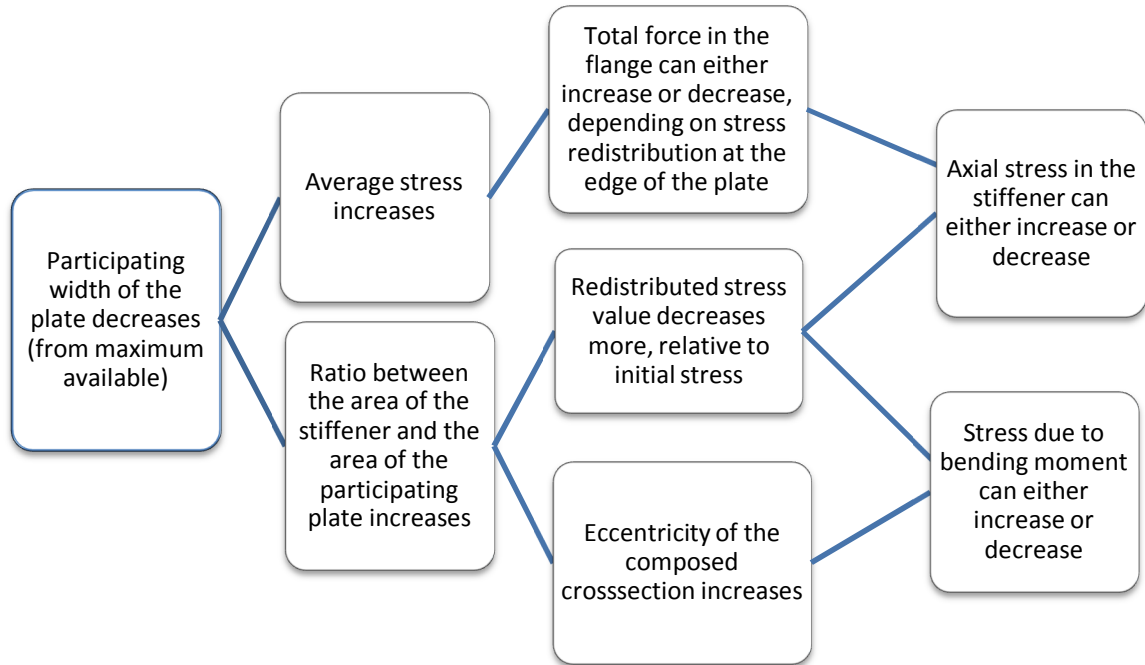 Participating
width of the
plate decreases
(from maximum
available)
Average stress
increases
Ratio between
the area of the
stiffener and the
area of the
participating
plate increases
Total force in the
flange can either
increase or decrease,
depending on stress
redistribution at the
edge of the plate
Redistributed stress
value decreases
more, relative to
initial stress
Eccentricity of the
composed
crosssection increases
Axial stress in the
stiffener can
either increase or
decrease
Stress due to
bending moment
can either
increase or
decrease